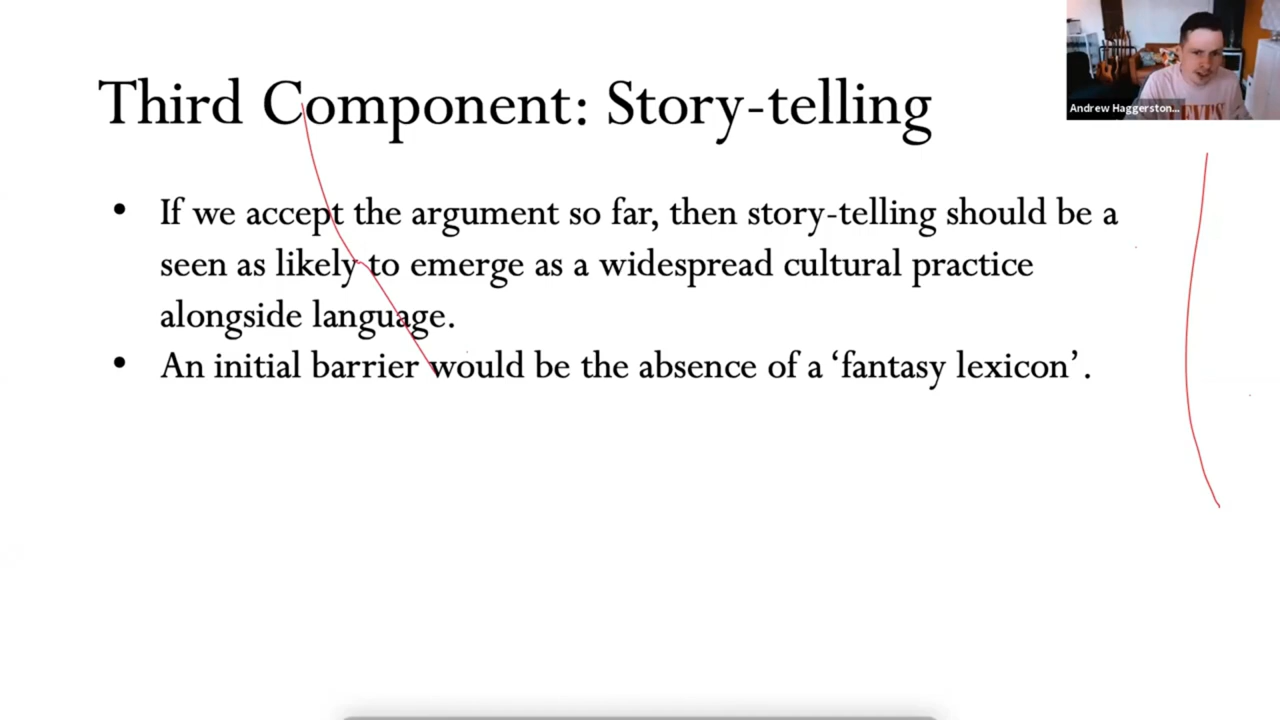 Third Component: Story-telling
Andrew Haggerston...
• If we accept the argument so far, then story-telling should be a
seen as likely to emerge as a widespread cultural practice
alongside language.
• An initial barrier would be the absence of a ‘fantasy lexicon’.